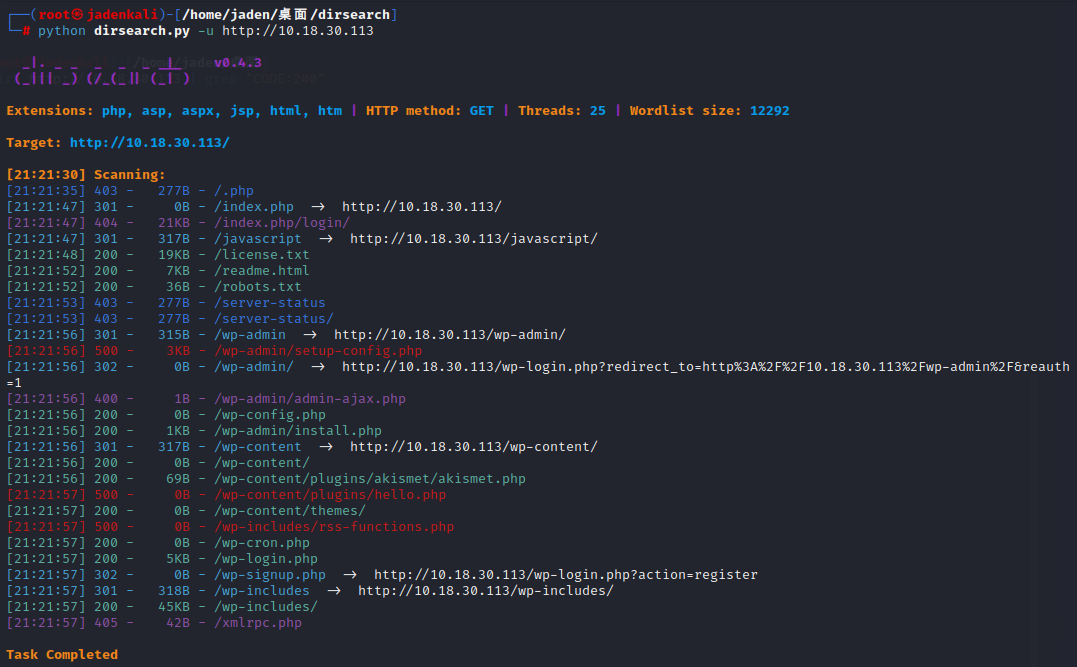 ┌──(root㉿jadenkali)-[/home/jaden/桌面/dirsearch]
└─# python dirsearch.py -u http://10.18.30.113
  _|. _ _  _  _  _ _|_    v0.4.3
 (_||| _) (/_(_|| (_| )
Extensions: php, asp, aspx, jsp, html, htm | HTTP method: GET | Threads: 25 | Wordlist size: 12292
Target: http://10.18.30.113/
[21:21:30] Scanning:
[21:21:35] 403 -   277B - /.php
[21:21:47] 301 -     0B - /index.php  →  http://10.18.30.113/
[21:21:47] 404 -   21KB - /index.php/login/
[21:21:47] 301 -   317B - /javascript  →  http://10.18.30.113/javascript/
[21:21:48] 200 -   19KB - /license.txt
[21:21:52] 200 -    7KB - /readme.html
[21:21:52] 200 -    36B - /robots.txt
[21:21:53] 403 -   277B - /server-status
[21:21:53] 403 -   277B - /server-status/
[21:21:56] 301 -   315B - /wp-admin  →  http://10.18.30.113/wp-admin/
[21:21:56] 500 -    3KB - /wp-admin/setup-config.php
[21:21:56] 302 -     0B - /wp-admin/  →  http://10.18.30.113/wp-login.php?redirect_to=http%3A%2F%2F10.18.30.113%2Fwp-admin%2F&reauth
=1
[21:21:56] 400 -     1B - /wp-admin/admin-ajax.php
[21:21:56] 200 -     0B - /wp-config.php
[21:21:56] 200 -    1KB - /wp-admin/install.php
[21:21:56] 301 -   317B - /wp-content  →  http://10.18.30.113/wp-content/
[21:21:56] 200 -     0B - /wp-content/
[21:21:56] 200 -    69B - /wp-content/plugins/akismet/akismet.php
[21:21:57] 500 -     0B - /wp-content/plugins/hello.php
[21:21:57] 200 -     0B - /wp-content/themes/
[21:21:57] 500 -     0B - /wp-includes/rss-functions.php
[21:21:57] 200 -     0B - /wp-cron.php
[21:21:57] 200 -    5KB - /wp-login.php
[21:21:57] 302 -     0B - /wp-signup.php  →  http://10.18.30.113/wp-login.php?action=register
[21:21:57] 301 -   318B - /wp-includes  →  http://10.18.30.113/wp-includes/
[21:21:57] 200 -   45KB - /wp-includes/
[21:21:57] 405 -    42B - /xmlrpc.php
Task Completed